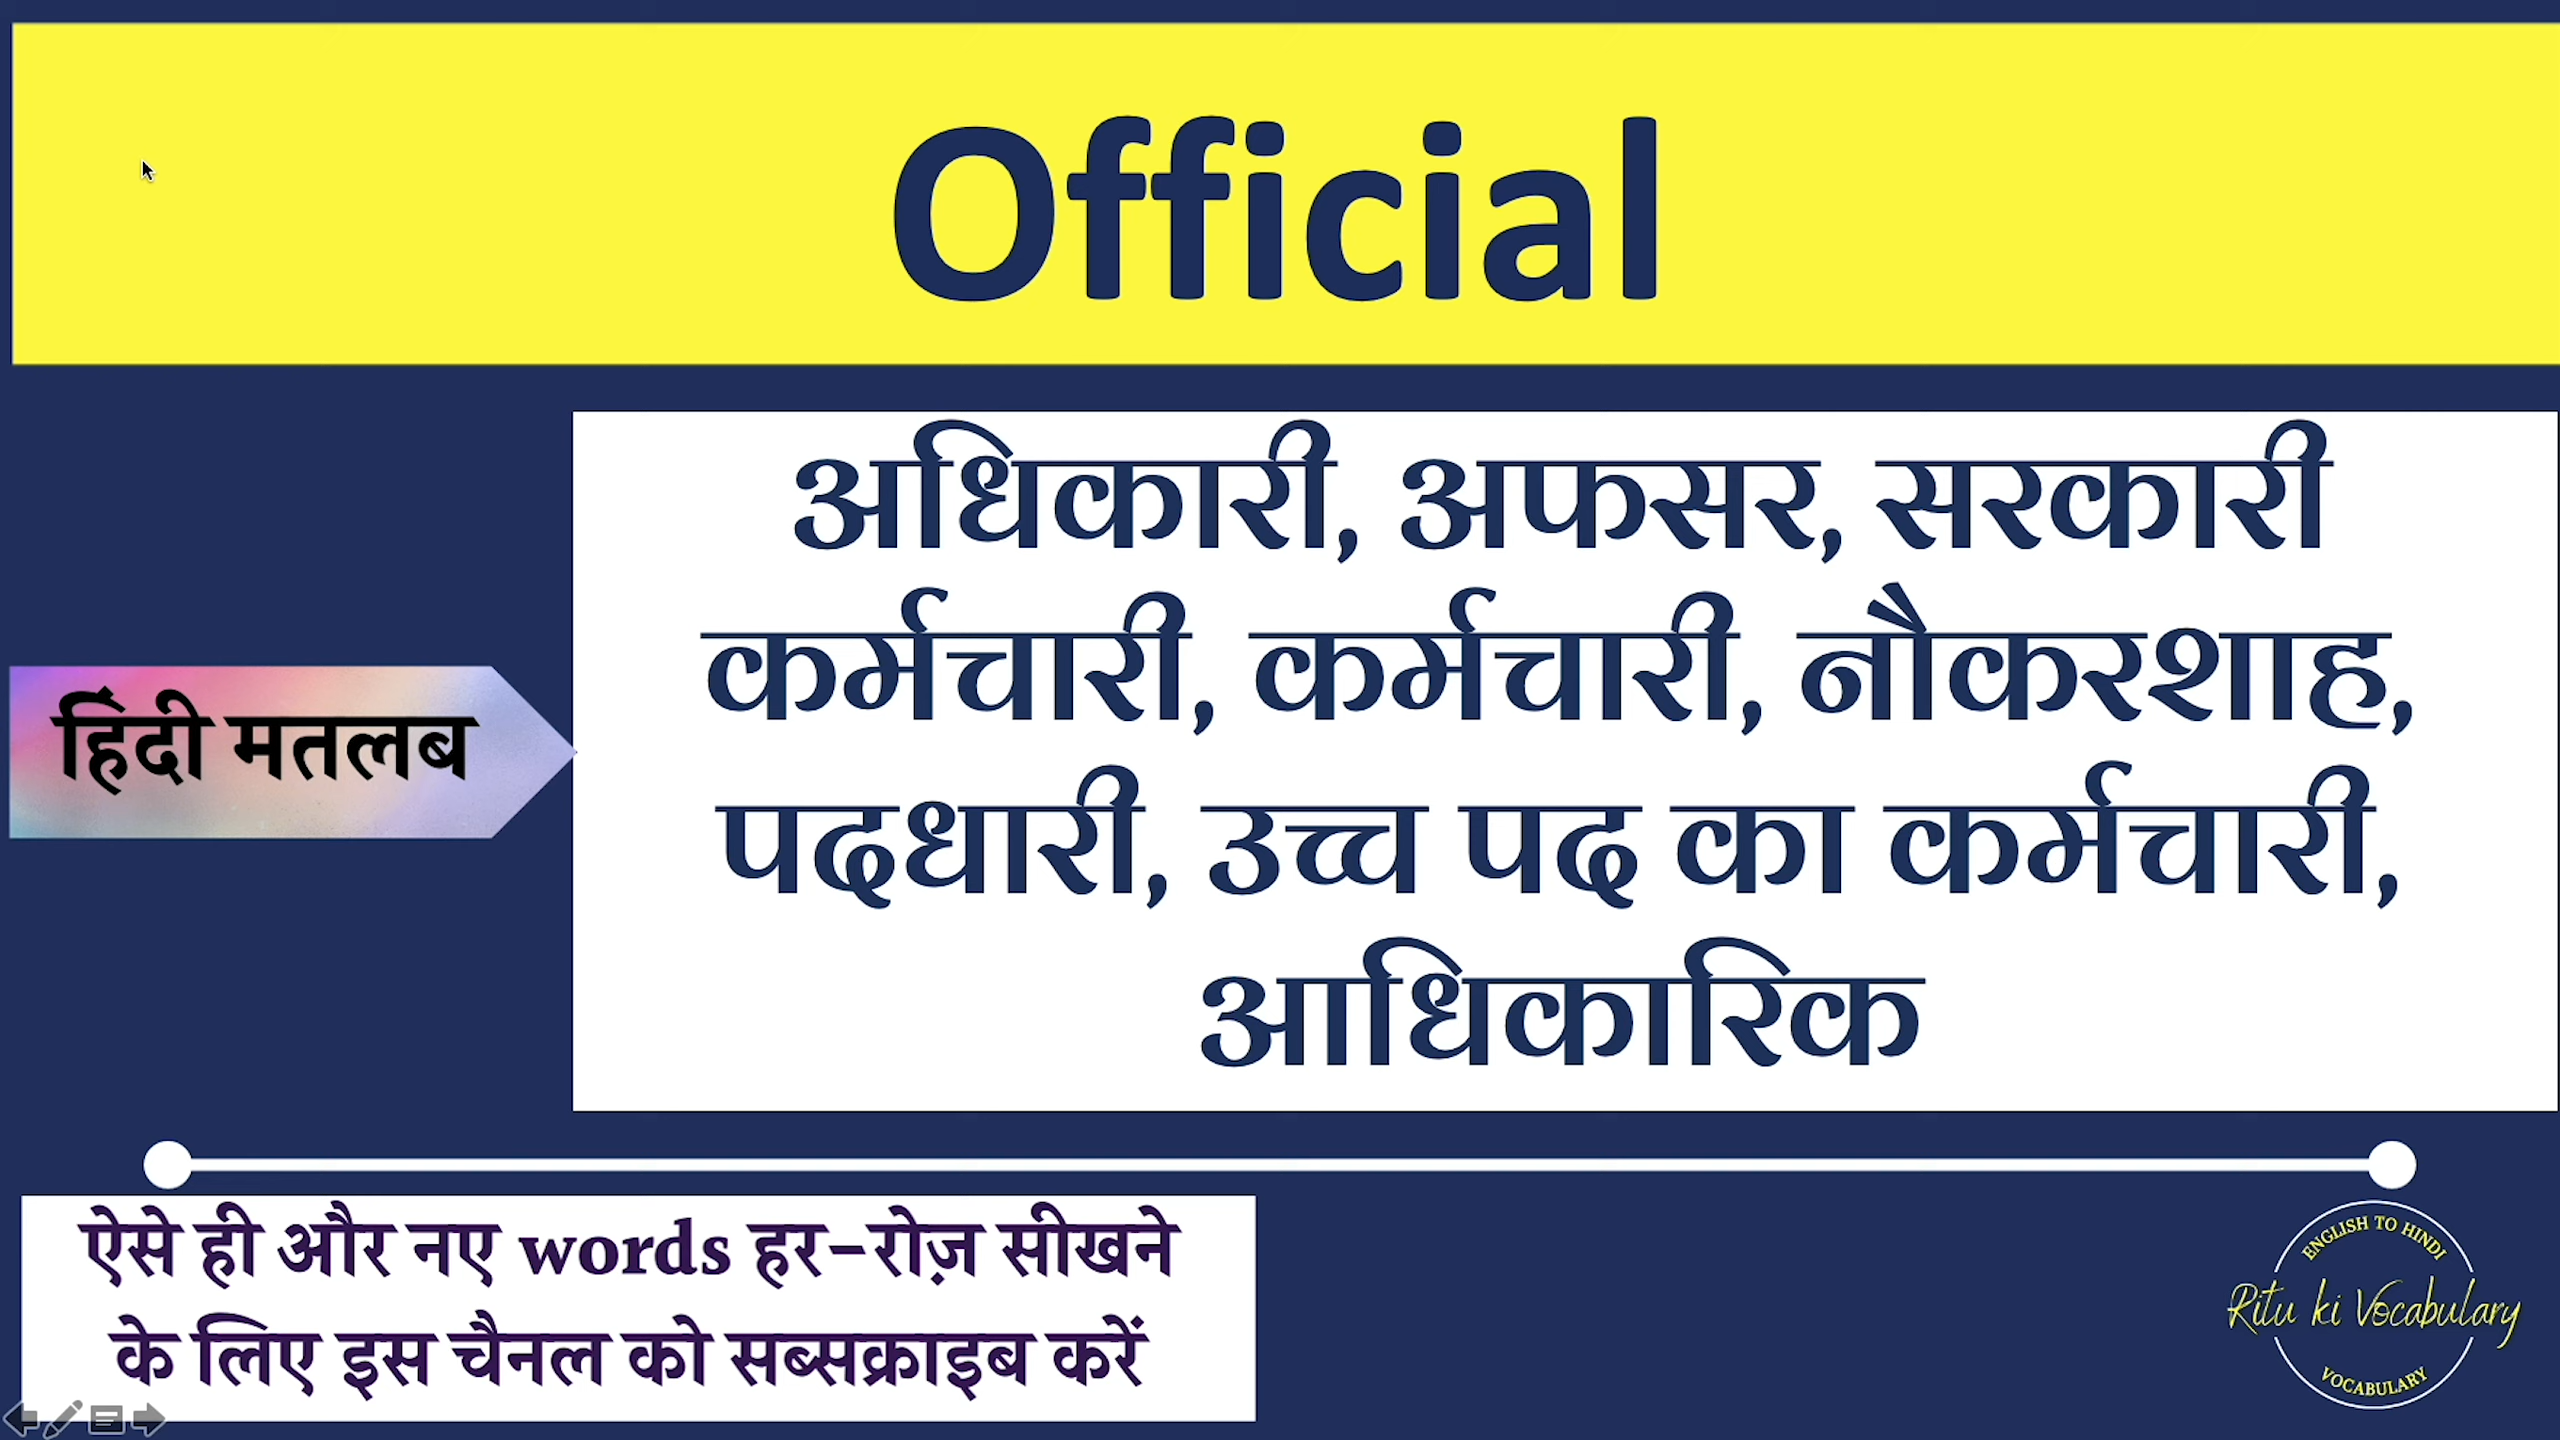 Official
अधिकारी, अफसर, सरकारी
कर्मचारी, कर्मचारी, नौकरशाह,
पदधारी, उच्च पद का कर्मचारी,
आधिकारिक
हिंदी मतलब
ऐसे ही और नए words हर-रोज़ सीखने
के लिए इस चैनल को सब्सक्राइब करें
ENGLISH TO HINDI
Ritu ki Vocabulary
VOCABULARY